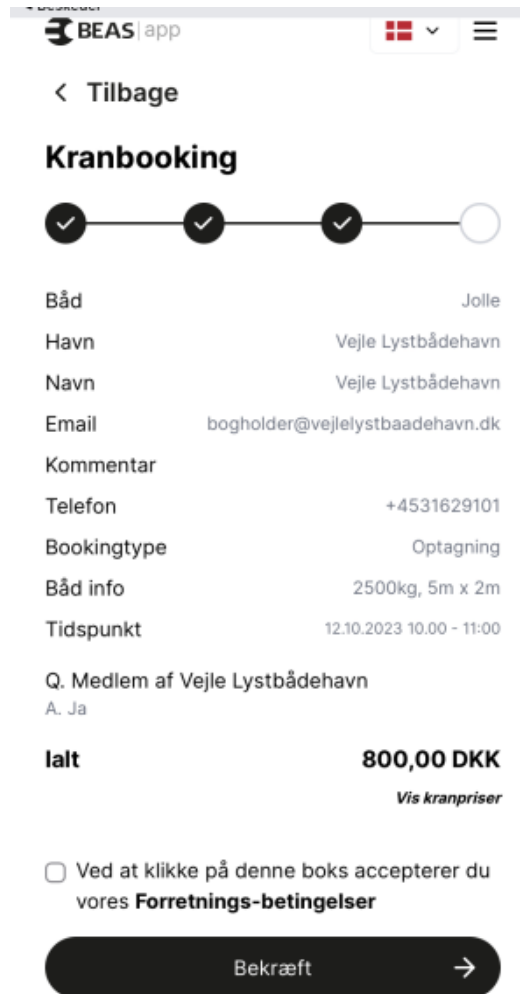 BEAS app
Tilbage
Kranbooking
Båd Jolle
Havn Vejle Lystbådehavn
Navn Vejle Lystbådehavn
Email bogholder@vejlelystbaadehavn.dk
Kommentar
Telefon +4531629101
Bookingtype Optagning
Båd info 2500kg, 5m x 2m
Tidspunkt 12.10.2023 10.00 - 11:00
Q. Medlem af Vejle Lystbådehavn
A. Ja
Ialt 800,00 DKK
Vis kranpriser
Ved at klikke på denne boks accepterer du
vores Forretnings-betingelser
Bekræft